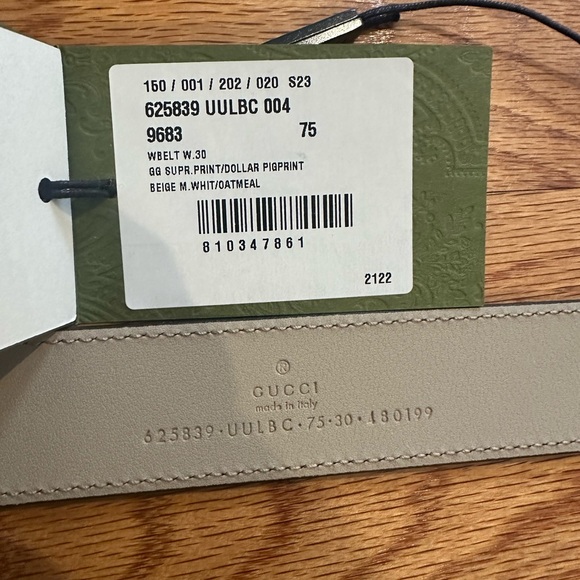 150 / 001 / 202 / 020 S23
625839 UULBC 004
9683 75
WBELT W.30
GG SUPR.PRINT/DOLLAR PIGPRINT
BEIGE M.WHIT/OATMEAL
810347861
2122
®
GUCCI
made in italy
625839·UULBC·75·30·480199